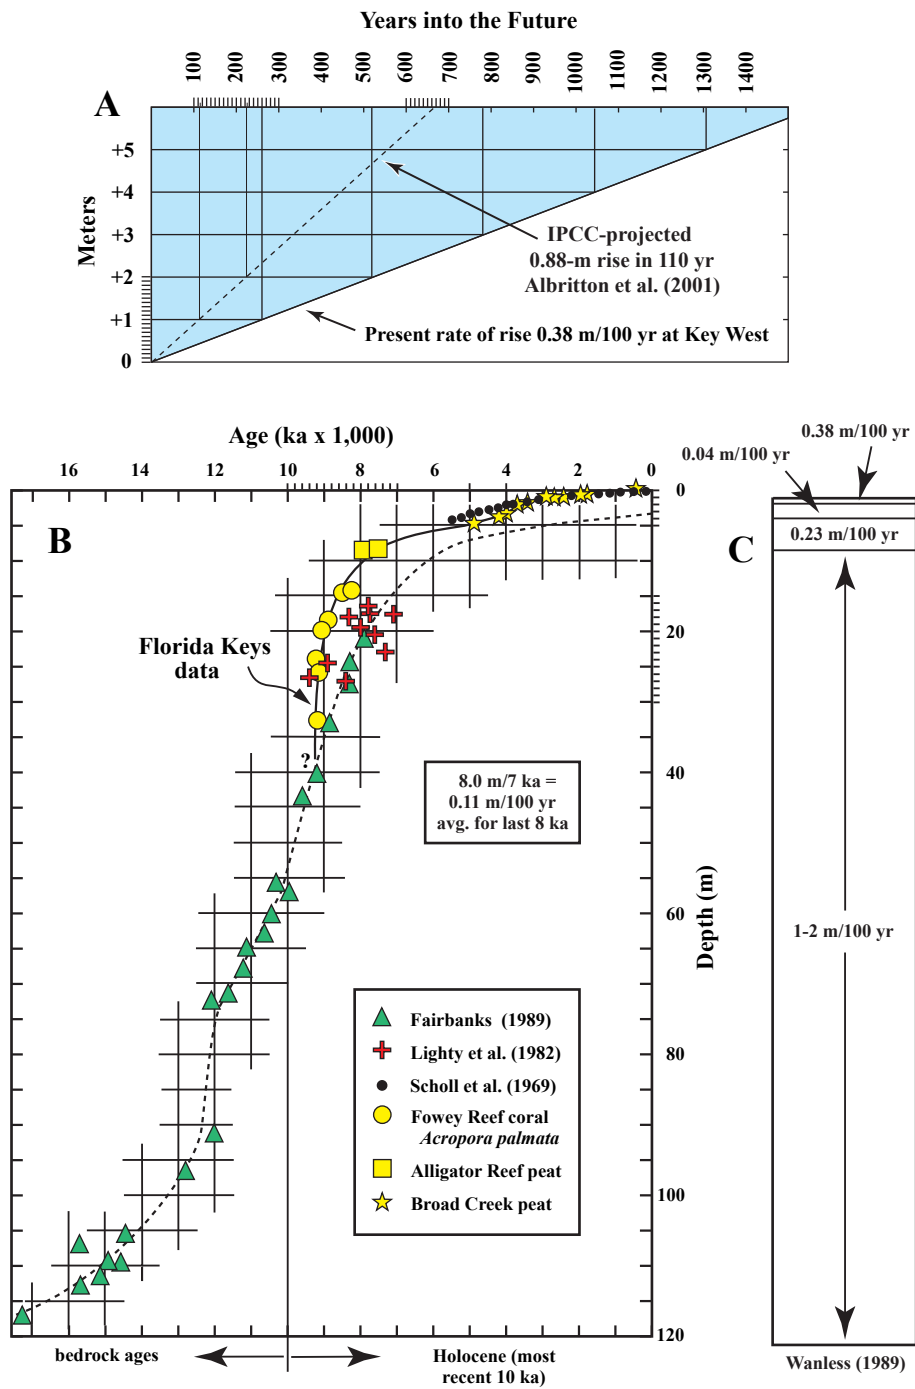 Years into the Future
100
200
300
400
500
600
700
800
900
1000
1100
1200
1300
1400
A
Meters
+5
+4
+3
+2
+1
0
IPCC-projected
0.88-m rise in 110 yr
Albritton et al. (2001)
Present rate of rise 0.38 m/100 yr at Key West
Age (ka x 1,000)
16
14
12
10
8
6
4
2
0
B
Florida Keys
data
?
8.0 m/7 ka =
0.11 m/100 yr
avg. for last 8 ka
Fairbanks (1989)
Lighty et al. (1982)
Scholl et al. (1969)
Fowey Reef coral
Acropora palmata
Alligator Reef peat
Broad Creek peat
0
20
40
60
80
100
120
Depth (m)
bedrock ages
Holocene (most
recent 10 ka)
0.38 m/100 yr
0.04 m/100 yr
C
0.23 m/100 yr
1-2 m/100 yr
Wanless (1989)